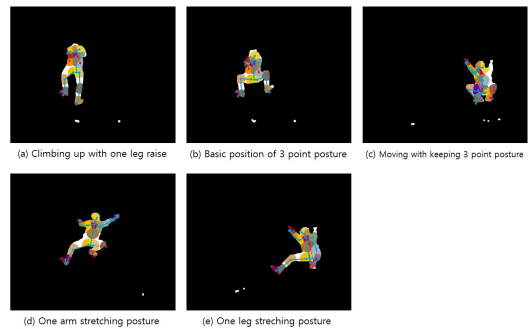 (a) Climbing up with one leg raise
(b) Basic position of 3 point posture
(c) Moving with keeping 3 point posture
(d) One arm stretching posture
(e) One leg streching posture